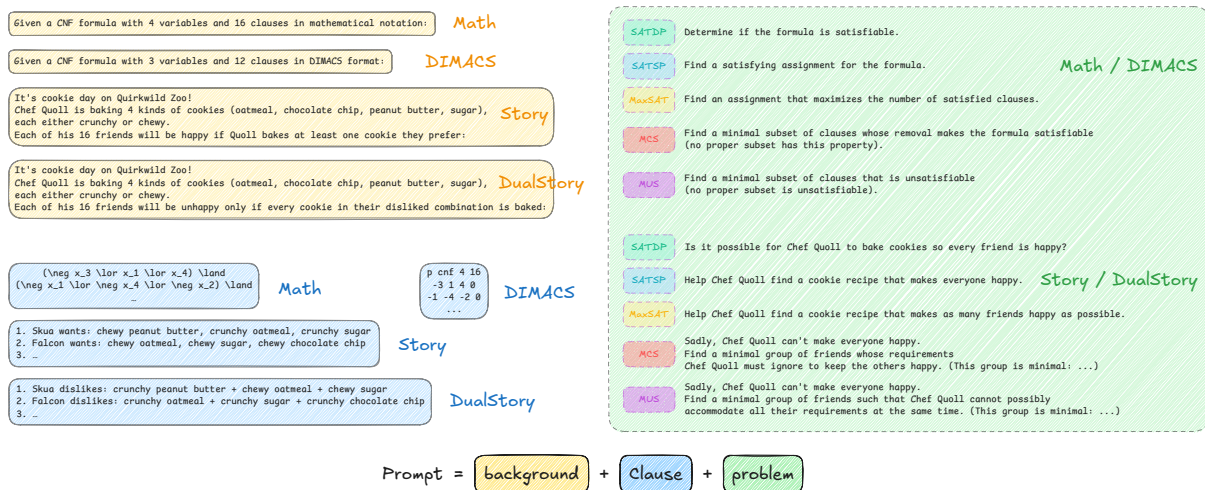 Given a CNF formula with 4 variables and 16 clauses in mathematical notation:
Math
Given a CNF formula with 3 variables and 12 clauses in DIMACS format:
DIMACS
It's cookie day on Quirkwild Zoo!
Chef Quoll is baking 4 kinds of cookies (oatmeal, chocolate chip, peanut butter, sugar),
each either crunchy or chewy.
Each of his 16 friends will be happy if Quoll bakes at least one cookie they prefer:
Story
It's cookie day on Quirkwild Zoo!
Chef Quoll is baking 4 kinds of cookies (oatmeal, chocolate chip, peanut butter, sugar),
each either crunchy or chewy.
Each of his 16 friends will be unhappy only if every cookie in their disliked combination is baked:
DualStory
(\neg x_3 \lor x_1 \lor x_4) \land
(\neg x_1 \lor \neg x_4 \lor \neg x_2) \land
…
Math
p cnf 4 16
-3 1 4 0
-1 -4 -2 0
...
DIMACS
1. Skua wants: chewy peanut butter, crunchy oatmeal, crunchy sugar
2. Falcon wants: chewy oatmeal, chewy sugar, chewy chocolate chip
3. …
Story
1. Skua dislikes: crunchy peanut butter + chewy oatmeal + chewy sugar
2. Falcon dislikes: crunchy oatmeal + crunchy sugar + crunchy chocolate chip
3. …
DualStory
SATDP Determine if the formula is satisfiable.
SATSP Find a satisfying assignment for the formula.
Math / DIMACS
MaxSAT Find an assignment that maximizes the number of satisfied clauses.
MCS Find a minimal subset of clauses whose removal makes the formula satisfiable
(no proper subset has this property).
MUS Find a minimal subset of clauses that is unsatisfiable
(no proper subset is unsatisfiable).
SATDP Is it possible for Chef Quoll to bake cookies so every friend is happy?
SATSP Help Chef Quoll find a cookie recipe that makes everyone happy.
Story / DualStory
MaxSAT Help Chef Quoll find a cookie recipe that makes as many friends happy as possible.
MCS Sadly, Chef Quoll can't make everyone happy.
Find a minimal group of friends whose requirements
Chef Quoll must ignore to keep the others happy. (This group is minimal: ...)
MUS Sadly, Chef Quoll can't make everyone happy.
Find a minimal group of friends such that Chef Quoll cannot possibly
accommodate all their requirements at the same time. (This group is minimal: ...)
Prompt = background + Clause + problem